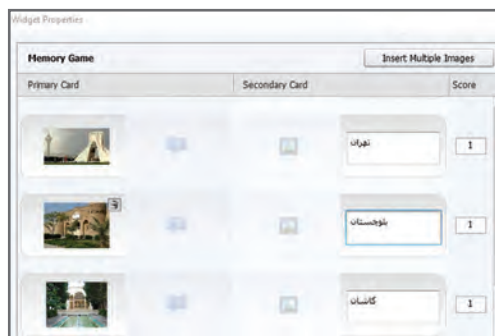 Widget Properties
Memory Game Insert Multiple Images
Primary Card Secondary Card Score
تهران 1
بلوچستان 1
کاشان 1